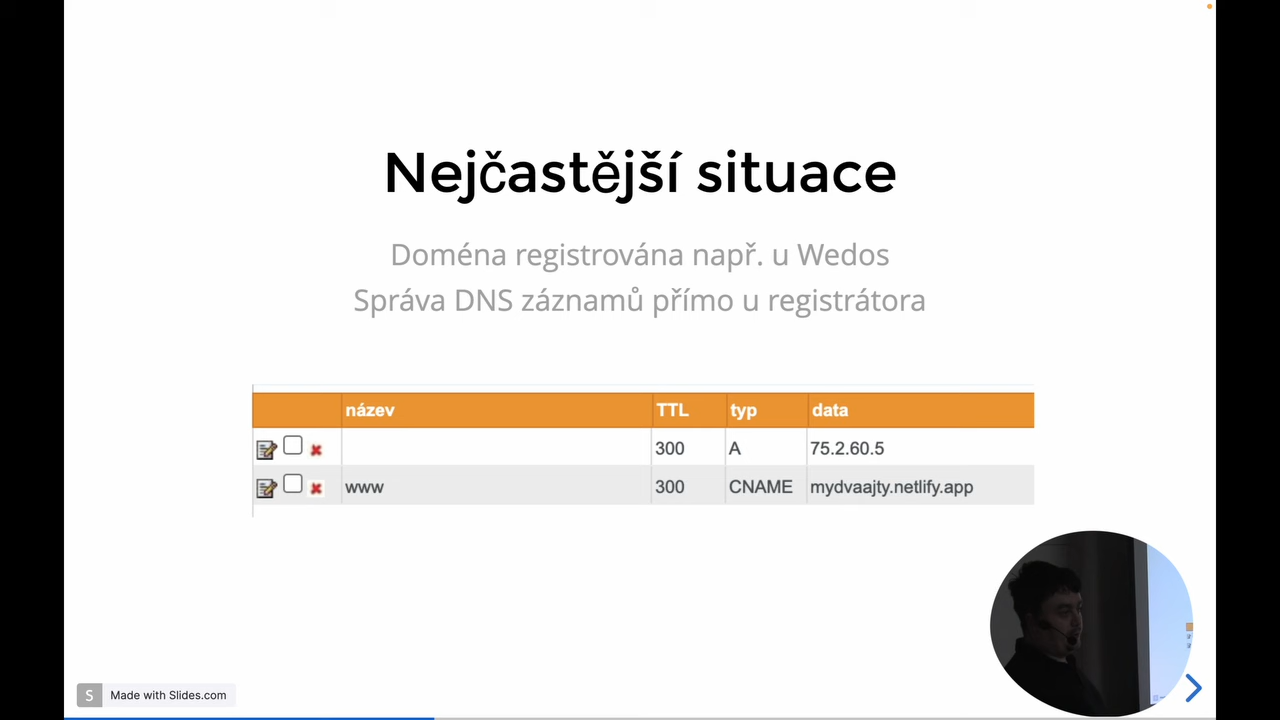 Nejčastější situace
Doména registrována např. u Wedos
Správa DNS záznamů přímo u registrátora
název TTL typ data
300 A 75.2.60.5
www 300 CNAME mydvaajty.netlify.app
S Made with Slides.com